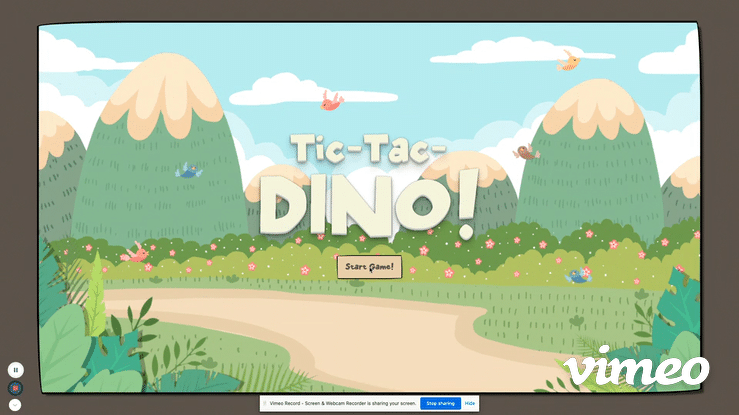 Tic-Tac-
DINO!
Start Game!
vimeo
Vimeo Record - Screen & Webcam Recorder is sharing your screen. Stop sharing Hide